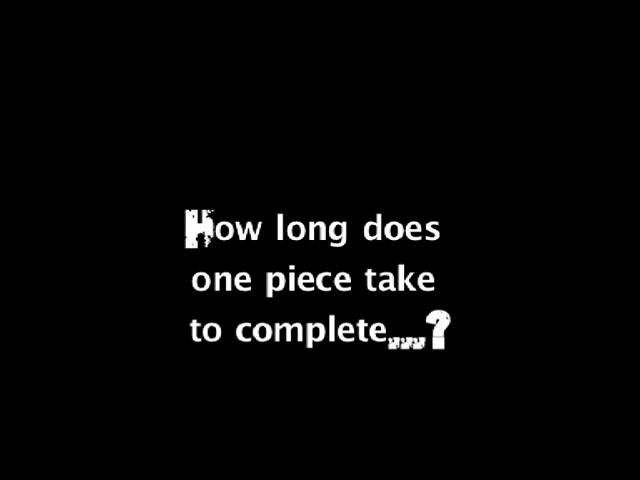 How long does
one piece take
to complete...?